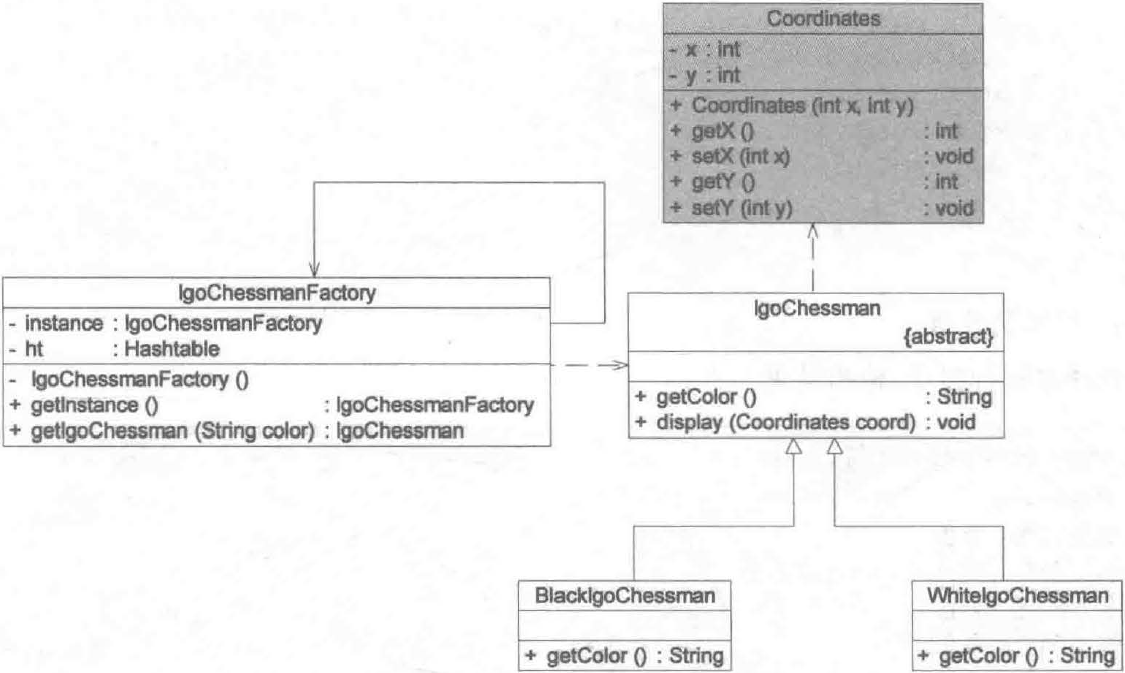 Coordinates
- x : int
- y : int
+ Coordinates (int x, int y)
+ getX () : int
+ setX (int x) : void
+ getY () : int
+ setY (int y) : void
IgoChessmanFactory
- instance : IgoChessmanFactory
- ht : Hashtable
- IgoChessmanFactory ()
+ getInstance () : IgoChessmanFactory
+ getIgoChessman (String color) : IgoChessman
IgoChessman
{abstract}
+ getColor () : String
+ display (Coordinates coord) : void
BlackIgoChessman
+ getColor () : String
WhiteIgoChessman
+ getColor () : String